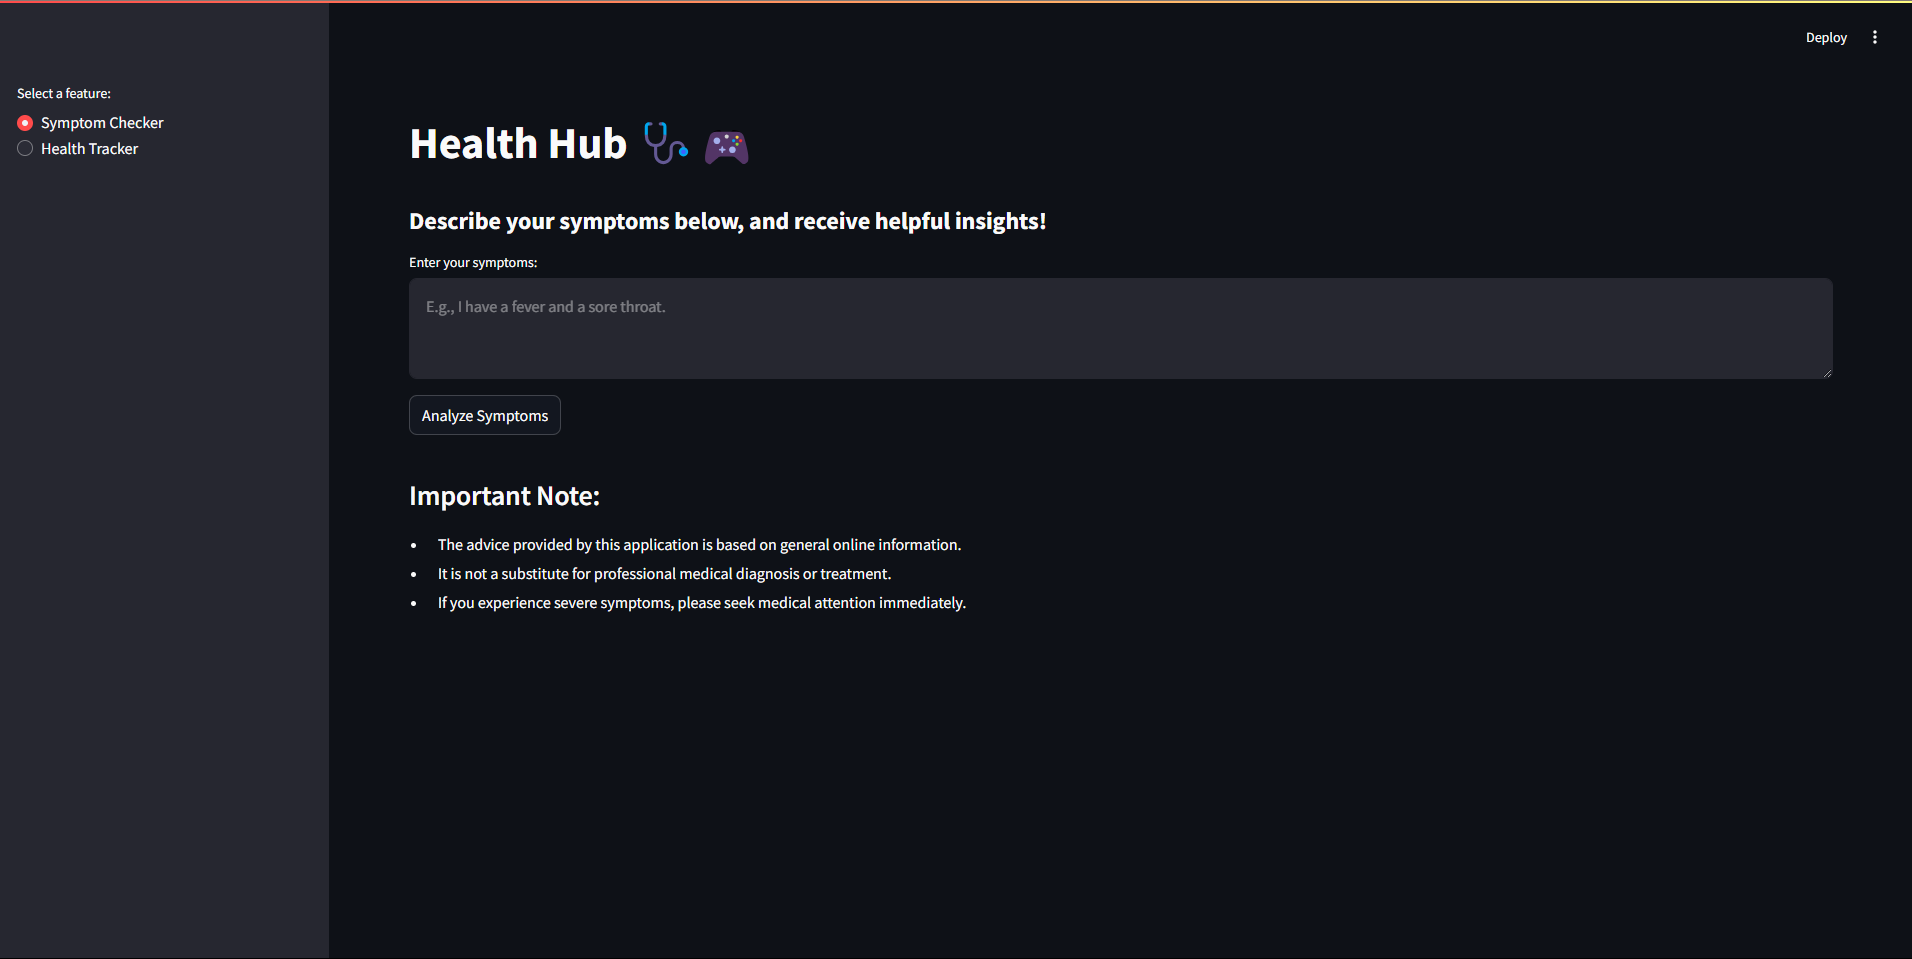 Deploy
Select a feature:
Symptom Checker
Health Tracker
Health Hub 🩺 🎮
Describe your symptoms below, and receive helpful insights!
Enter your symptoms:
E.g., I have a fever and a sore throat.
Analyze Symptoms
Important Note:
• The advice provided by this application is based on general online information.
• It is not a substitute for professional medical diagnosis or treatment.
• If you experience severe symptoms, please seek medical attention immediately.